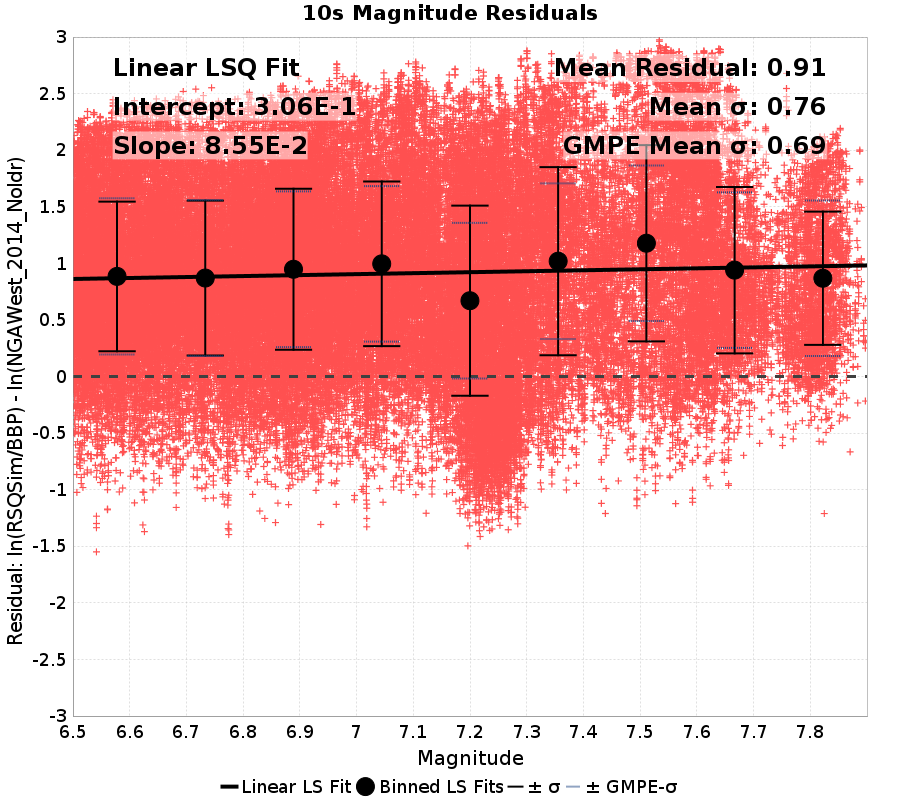 10s Magnitude Residuals
Linear LSQ Fit
Intercept: 3.06E-1
Slope: 8.55E-2
Mean Residual: 0.91
Mean σ: 0.76
GMPE Mean σ: 0.69
Residual: ln(RSQSim/BBP) - ln(NGAWest_2014_NoIdr)
3
2.5
2
1.5
1
0.5
0
-0.5
-1
-1.5
-2
-2.5
-3
6.5 6.6 6.7 6.8 6.9 7 7.1 7.2 7.3 7.4 7.5 7.6 7.7 7.8
Magnitude
Linear LS Fit Binned LS Fits ± σ ± GMPE-σ